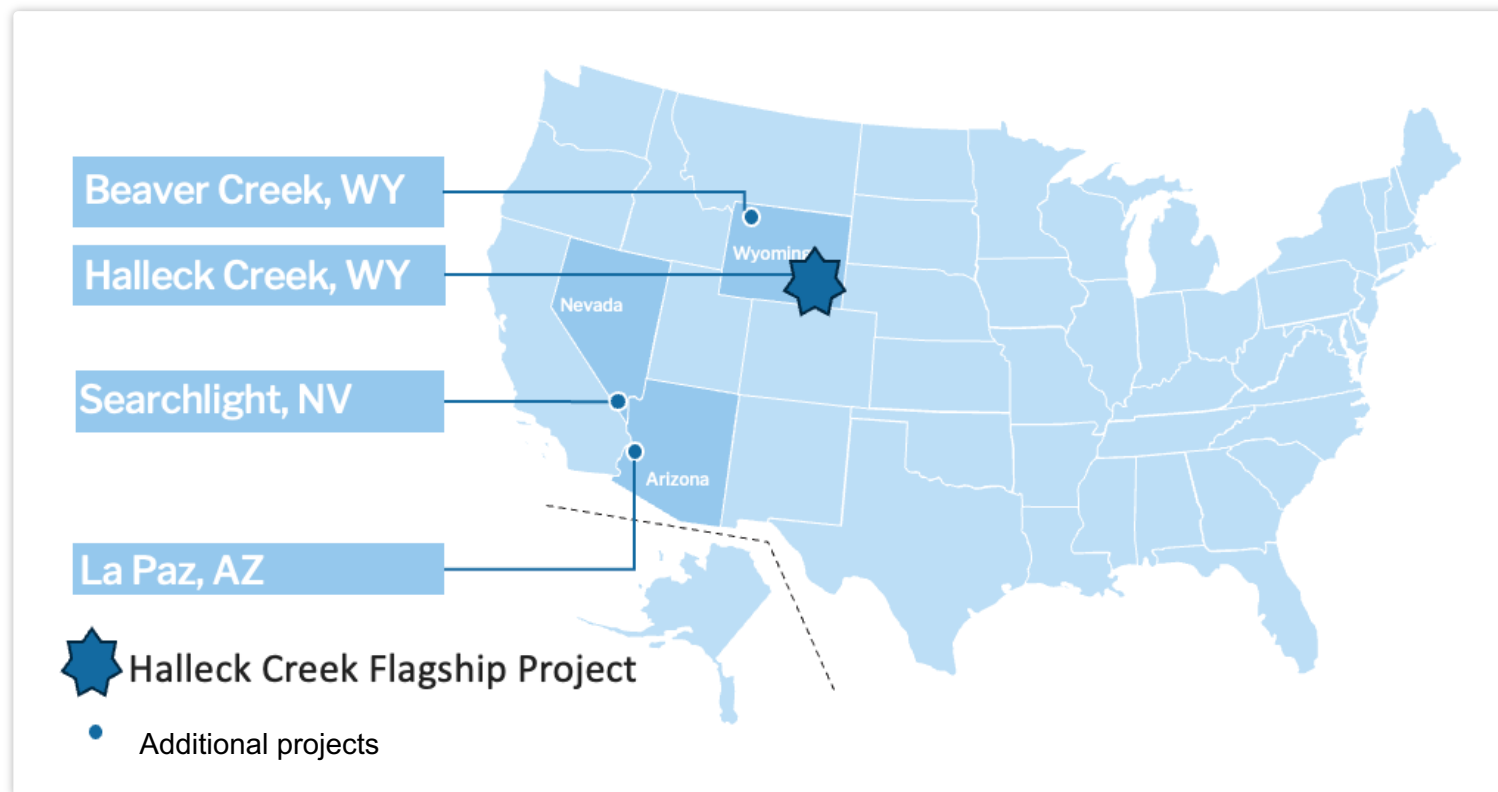 Beaver Creek, WY
Halleck Creek, WY
Searchlight, NV
La Paz, AZ
Wyoming
Nevada
Arizona
Halleck Creek Flagship Project
Additional projects